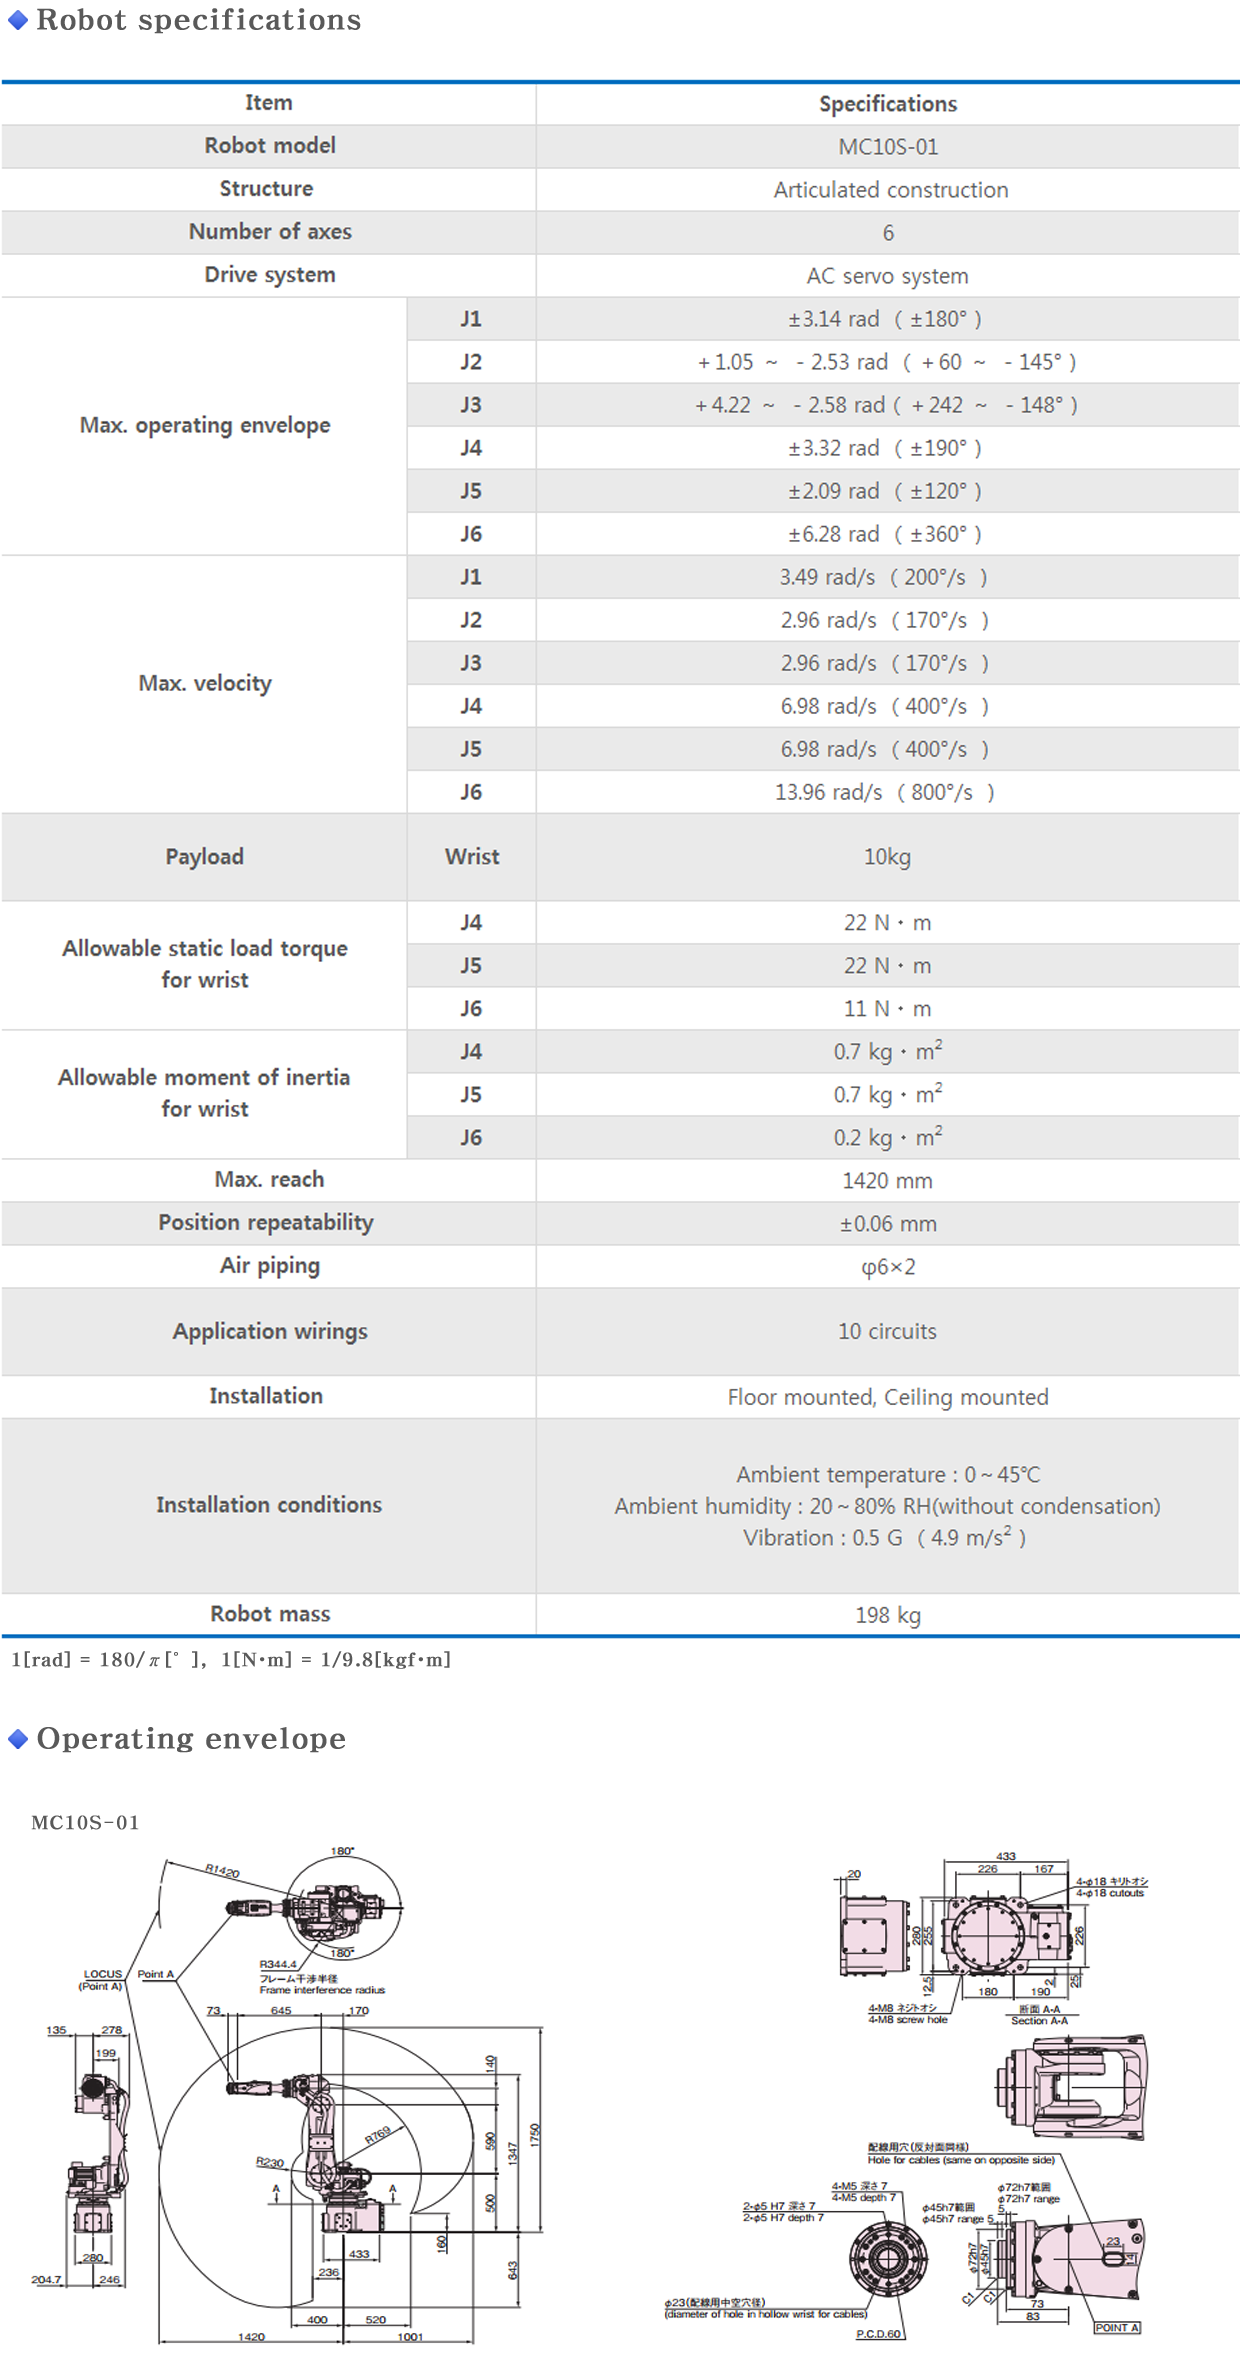 Robot specifications
Item Specifications
Robot model MC10S-01
Structure Articulated construction
Number of axes 6
Drive system AC servo system
Max. operating envelope
J1 ±3.14 rad ( ±180° )
J2 +1.05 ~ -2.53 rad ( +60 ~ -145° )
J3 +4.22 ~ -2.58 rad ( +242 ~ -148° )
J4 ±3.32 rad ( ±190° )
J5 ±2.09 rad ( ±120° )
J6 ±6.28 rad ( ±360° )
Max. velocity
J1 3.49 rad/s ( 200°/s )
J2 2.96 rad/s ( 170°/s )
J3 2.96 rad/s ( 170°/s )
J4 6.98 rad/s ( 400°/s )
J5 6.98 rad/s ( 400°/s )
J6 13.96 rad/s ( 800°/s )
Payload Wrist 10kg
Allowable static load torque
for wrist
J4 22 N・m
J5 22 N・m
J6 11 N・m
Allowable moment of inertia
for wrist
J4 0.7 kg・m²
J5 0.7 kg・m²
J6 0.2 kg・m²
Max. reach 1420 mm
Position repeatability ±0.06 mm
Air piping φ6×2
Application wirings 10 circuits
Installation Floor mounted, Ceiling mounted
Installation conditions
Ambient temperature : 0~45℃
Ambient humidity : 20~80% RH(without condensation)
Vibration : 0.5 G ( 4.9 m/s² )
Robot mass 198 kg
1[rad] = 180/π[° ], 1[N·m] = 1/9.8[kgf·m]
Operating envelope
MC10S-01
180°
R1420
180°
R344.4
フレーム干渉半径
Frame interference radius
LOCUS
(Point A)
Point A
73 645 170
135 278
199
140
R769
590
1347
1750
R230
A A
500
160
433
280
236
643
204.7 246
400 520
1420 1001
433
20
226 167
4-φ18 キリトオシ
4-φ18 cutouts
280
255
226
12.5
2
25
180 190
4-M8 ネジトオシ
4-M8 screw hole
断面 A-A
Section A-A
配線用穴(反対面同様)
Hole for cables (same on opposite side)
4-M5 深さ 7
4-M5 depth 7
φ72h7範囲
φ72h7 range
2-φ5 H7 深さ 7
2-φ5 H7 depth 7
φ45h7範囲
φ45h7 range
5
5
23
14
φ72h7
φ45h7
C1
C1
φ23(配線用中空穴径)
(diameter of hole in hollow wrist for cables)
73
83
POINT A
P.C.D.60